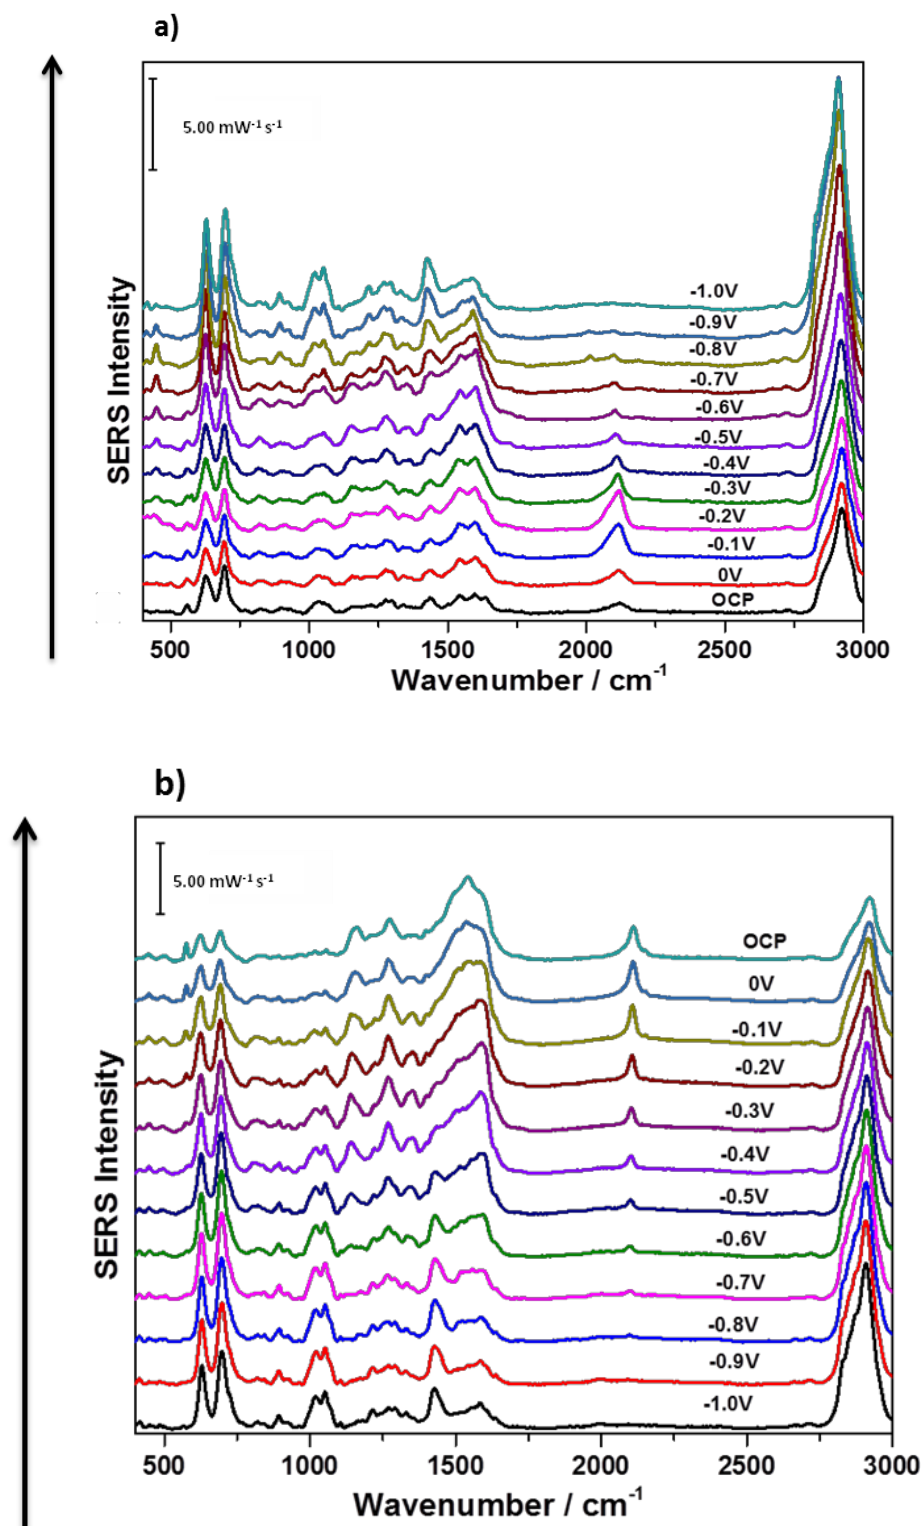 a)
5.00 mW⁻¹ s⁻¹
SERS Intensity
-1.0V
-0.9V
-0.8V
-0.7V
-0.6V
-0.5V
-0.4V
-0.3V
-0.2V
-0.1V
0V
OCP
500 1000 1500 2000 2500 3000
Wavenumber / cm⁻¹
b)
5.00 mW⁻¹ s⁻¹
SERS Intensity
OCP
0V
-0.1V
-0.2V
-0.3V
-0.4V
-0.5V
-0.6V
-0.7V
-0.8V
-0.9V
-1.0V
500 1000 1500 2000 2500 3000
Wavenumber / cm⁻¹